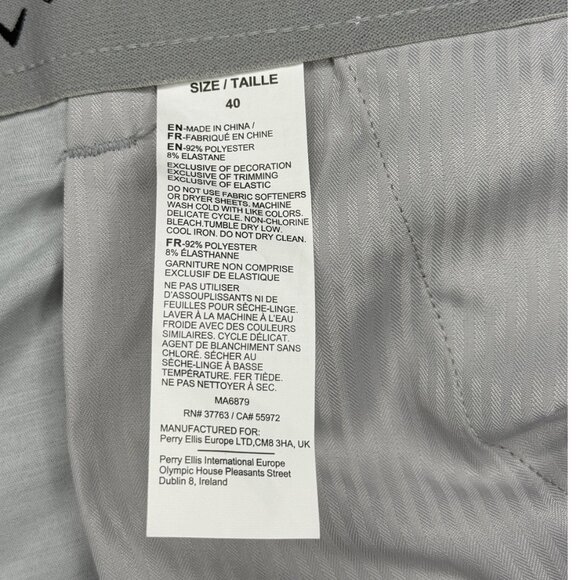 SIZE / TAILLE
40
EN-MADE IN CHINA /
FR-FABRIQUÉ EN CHINE
EN-92% POLYESTER
8% ELASTANE
EXCLUSIVE OF DECORATION
EXCLUSIVE OF TRIMMING
EXCLUSIVE OF ELASTIC
DO NOT USE FABRIC SOFTENERS
OR DRYER SHEETS. MACHINE
WASH COLD WITH LIKE COLORS.
DELICATE CYCLE. NON-CHLORINE
BLEACH.TUMBLE DRY LOW.
COOL IRON. DO NOT DRY CLEAN.
FR-92% POLYESTER
8% ÉLASTHANNE
GARNITURE NON COMPRISE
EXCLUSIF DE ELASTIQUE
NE PAS UTILISER
D'ASSOUPLISSANTS NI DE
FEUILLES POUR SÈCHE-LINGE.
LAVER À LA MACHINE À L'EAU
FROIDE AVEC DES COULEURS
SIMILAIRES. CYCLE DÉLICAT.
AGENT DE BLANCHIMENT SANS
CHLORÉ. SÉCHER AU
SÈCHE-LINGE À BASSE
TEMPÉRATURE. FER TIÈDE.
NE PAS NETTOYER À SEC.
MA6879
RN# 37763 / CA# 55972
MANUFACTURED FOR:
Perry Ellis Europe LTD,CM8 3HA, UK
Perry Ellis International Europe
Olympic House Pleasants Street
Dublin 8, Ireland